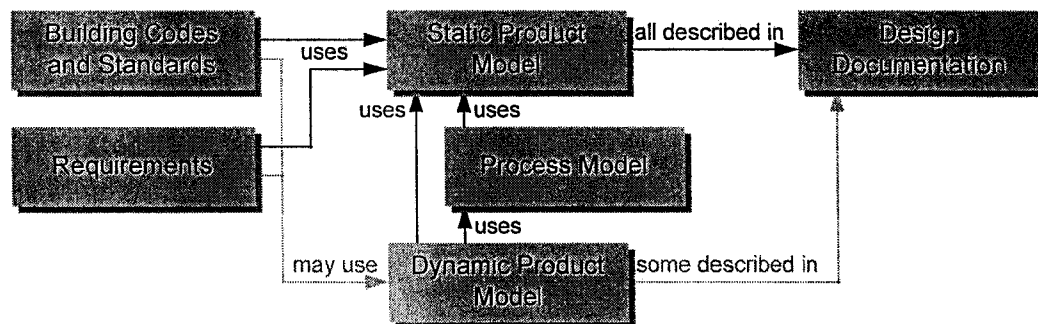 Building Codes
and Standards
uses
Static Product
Model
all described in
Design
Documentation
uses
uses
Requirements
Process Model
uses
may use
Dynamic Product
Model
some described in